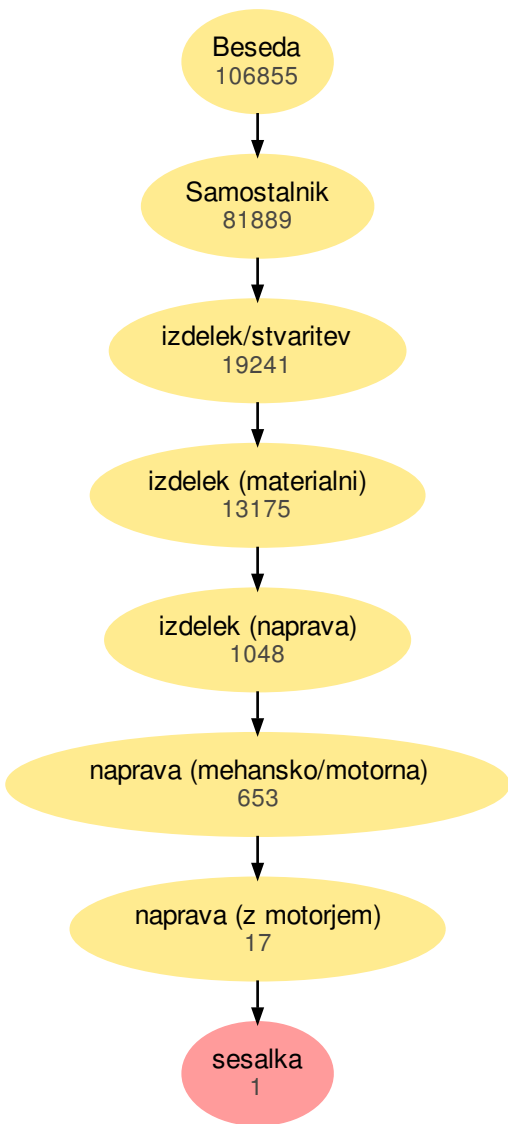 Beseda
106855
Samostalnik
81889
izdelek/stvaritev
19241
izdelek (materialni)
13175
izdelek (naprava)
1048
naprava (mehansko/motorna)
653
naprava (z motorjem)
17
sesalka
1